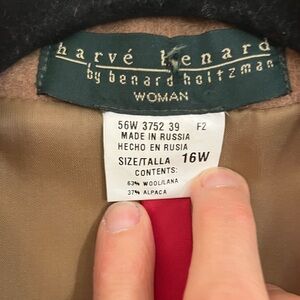 harvé benard
by benard holtzman
WOMAN
56W 3752 39 F2
MADE IN RUSSIA
HECHO EN RUSIA
SIZE/TALLA 16W
CONTENTS:
63% WOOL/LANA
37% ALPACA